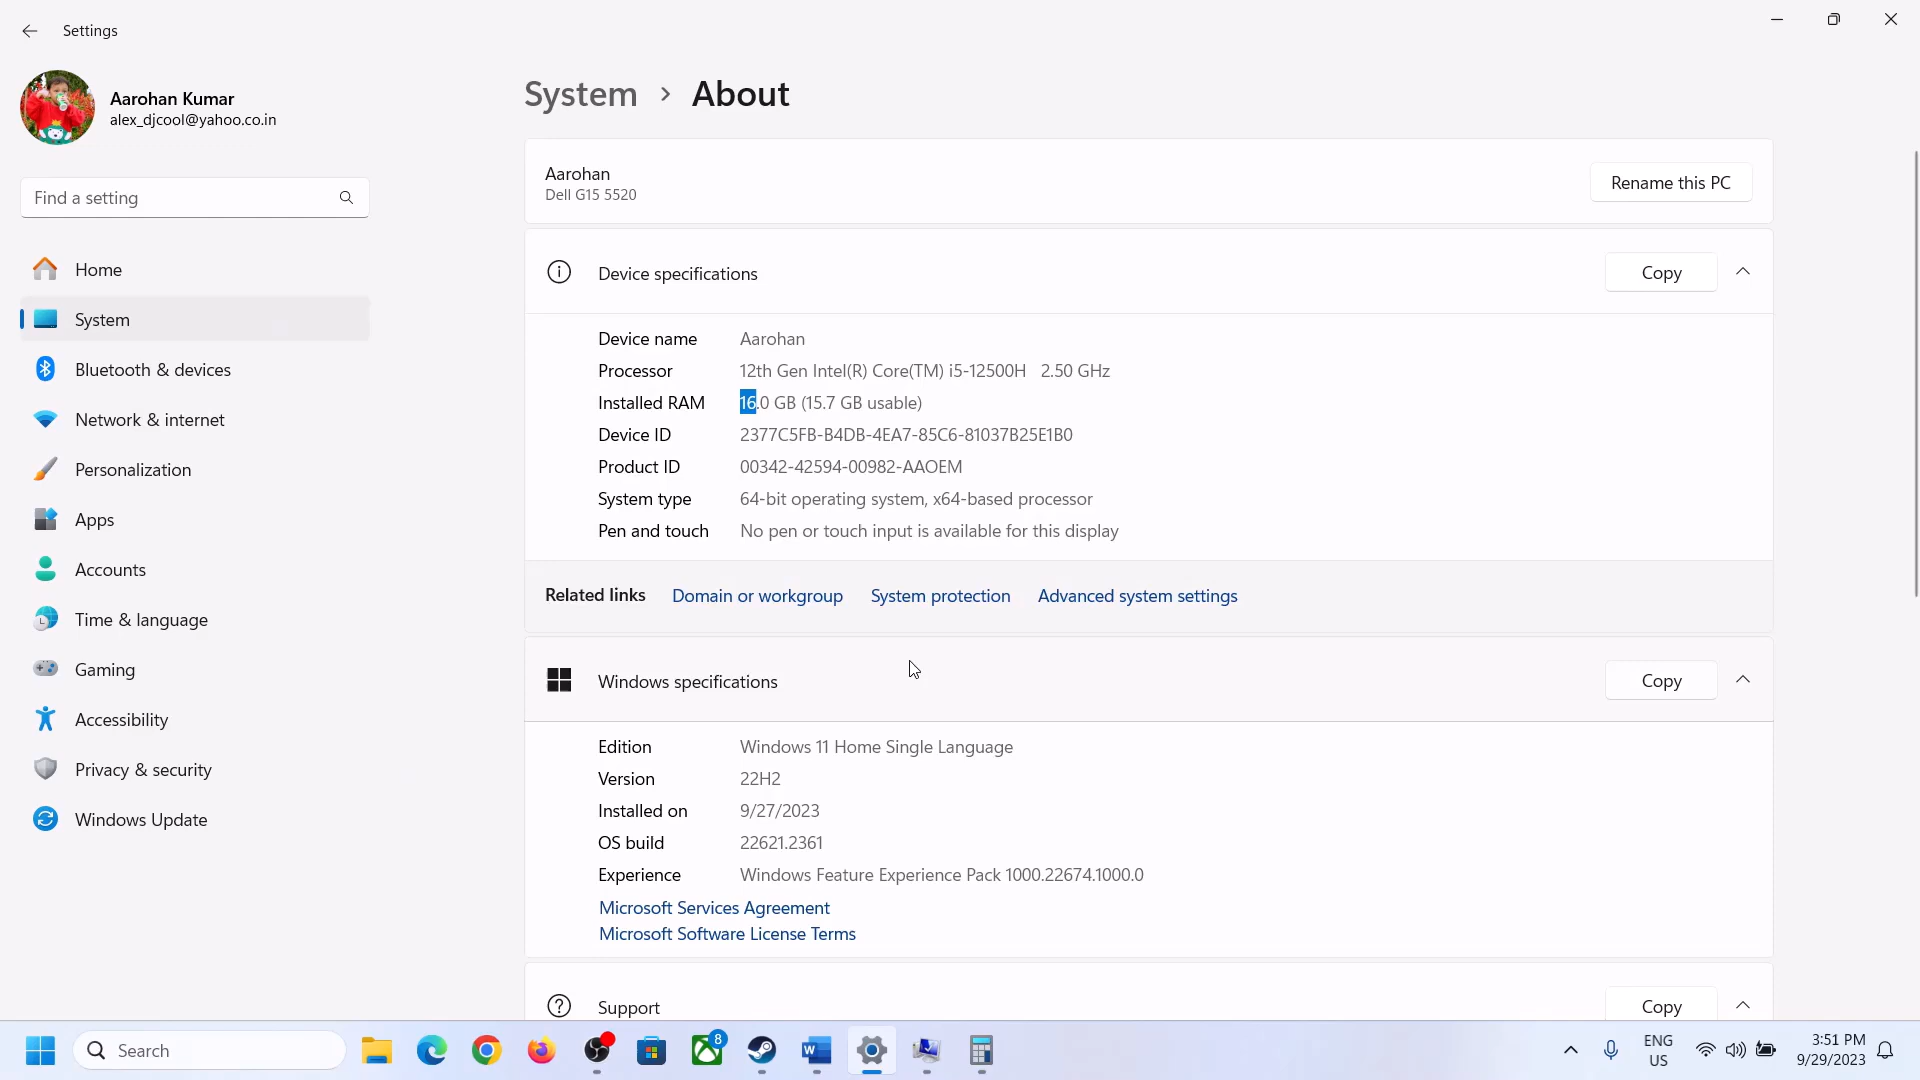 Settings
Aarohan Kumar
alex_djcool@yahoo.co.in
Find a setting
Home
System
Bluetooth & devices
Network & internet
Personalization
Apps
Accounts
Time & language
Gaming
Accessibility
Privacy & security
Windows Update
System > About
Aarohan
Dell G15 5520
Rename this PC
Device specifications
Copy
Device name Aarohan
Processor 12th Gen Intel(R) Core(TM) i5-12500H 2.50 GHz
Installed RAM 16.0 GB (15.7 GB usable)
Device ID 2377C5FB-B4DB-4EA7-85C6-81037B25E1B0
Product ID 00342-42594-00982-AAOEM
System type 64-bit operating system, x64-based processor
Pen and touch No pen or touch input is available for this display
Related links Domain or workgroup System protection Advanced system settings
Windows specifications
Copy
Edition Windows 11 Home Single Language
Version 22H2
Installed on 9/27/2023
OS build 22621.2361
Experience Windows Feature Experience Pack 1000.22674.1000.0
Microsoft Services Agreement
Microsoft Software License Terms
Support
Copy
Search
8
W
ENG
US
3:51 PM
9/29/2023